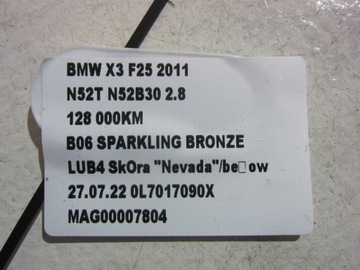 BMW X3 F25 2011
N52T N52B30 2.8
128 000KM
B06 SPARKLING BRONZE
LUB4 SkOra "Nevada"/be□ow
27.07.22 0L7017090X
MAG00007804